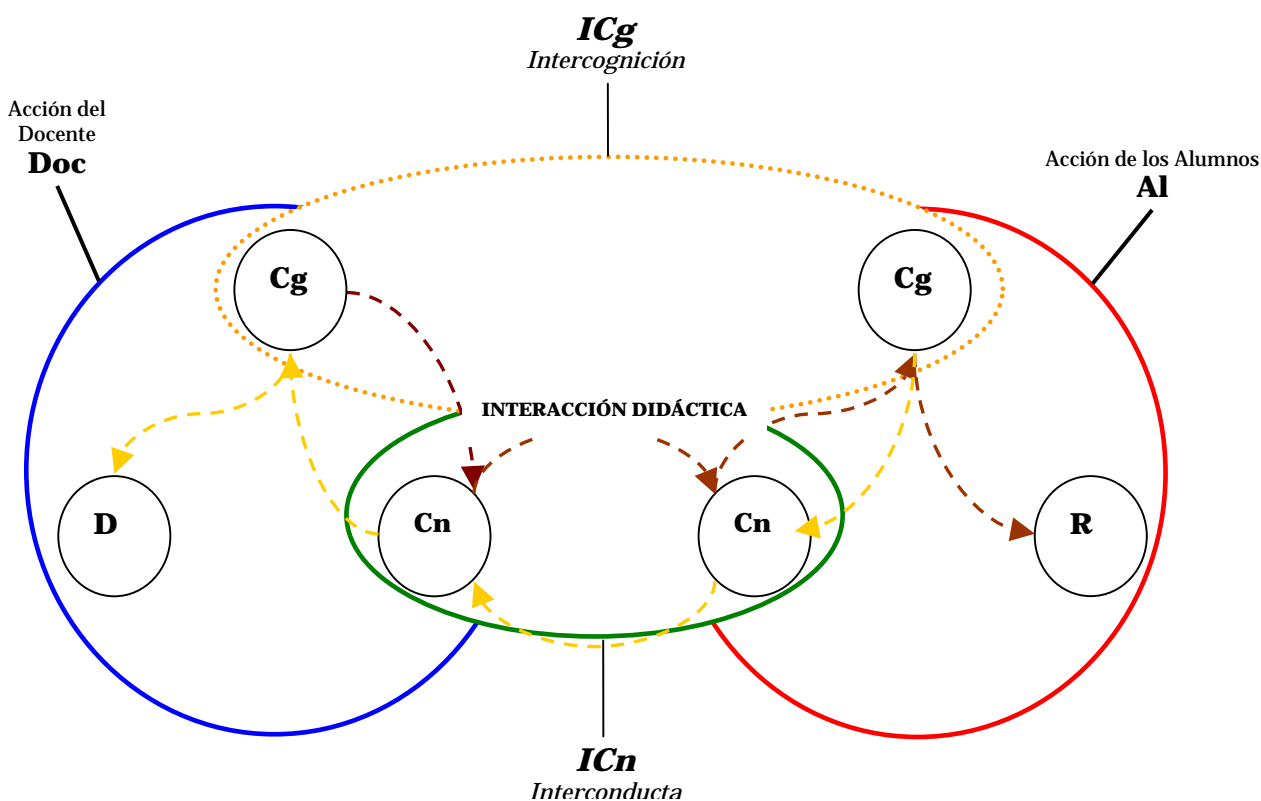 ICg
Intercognición
Acción del
Docente
Doc
Acción de los Alumnos
Al
Cg
Cg
INTERACCIÓN DIDÁCTICA
D
Cn
Cn
R
ICn
Interconducta